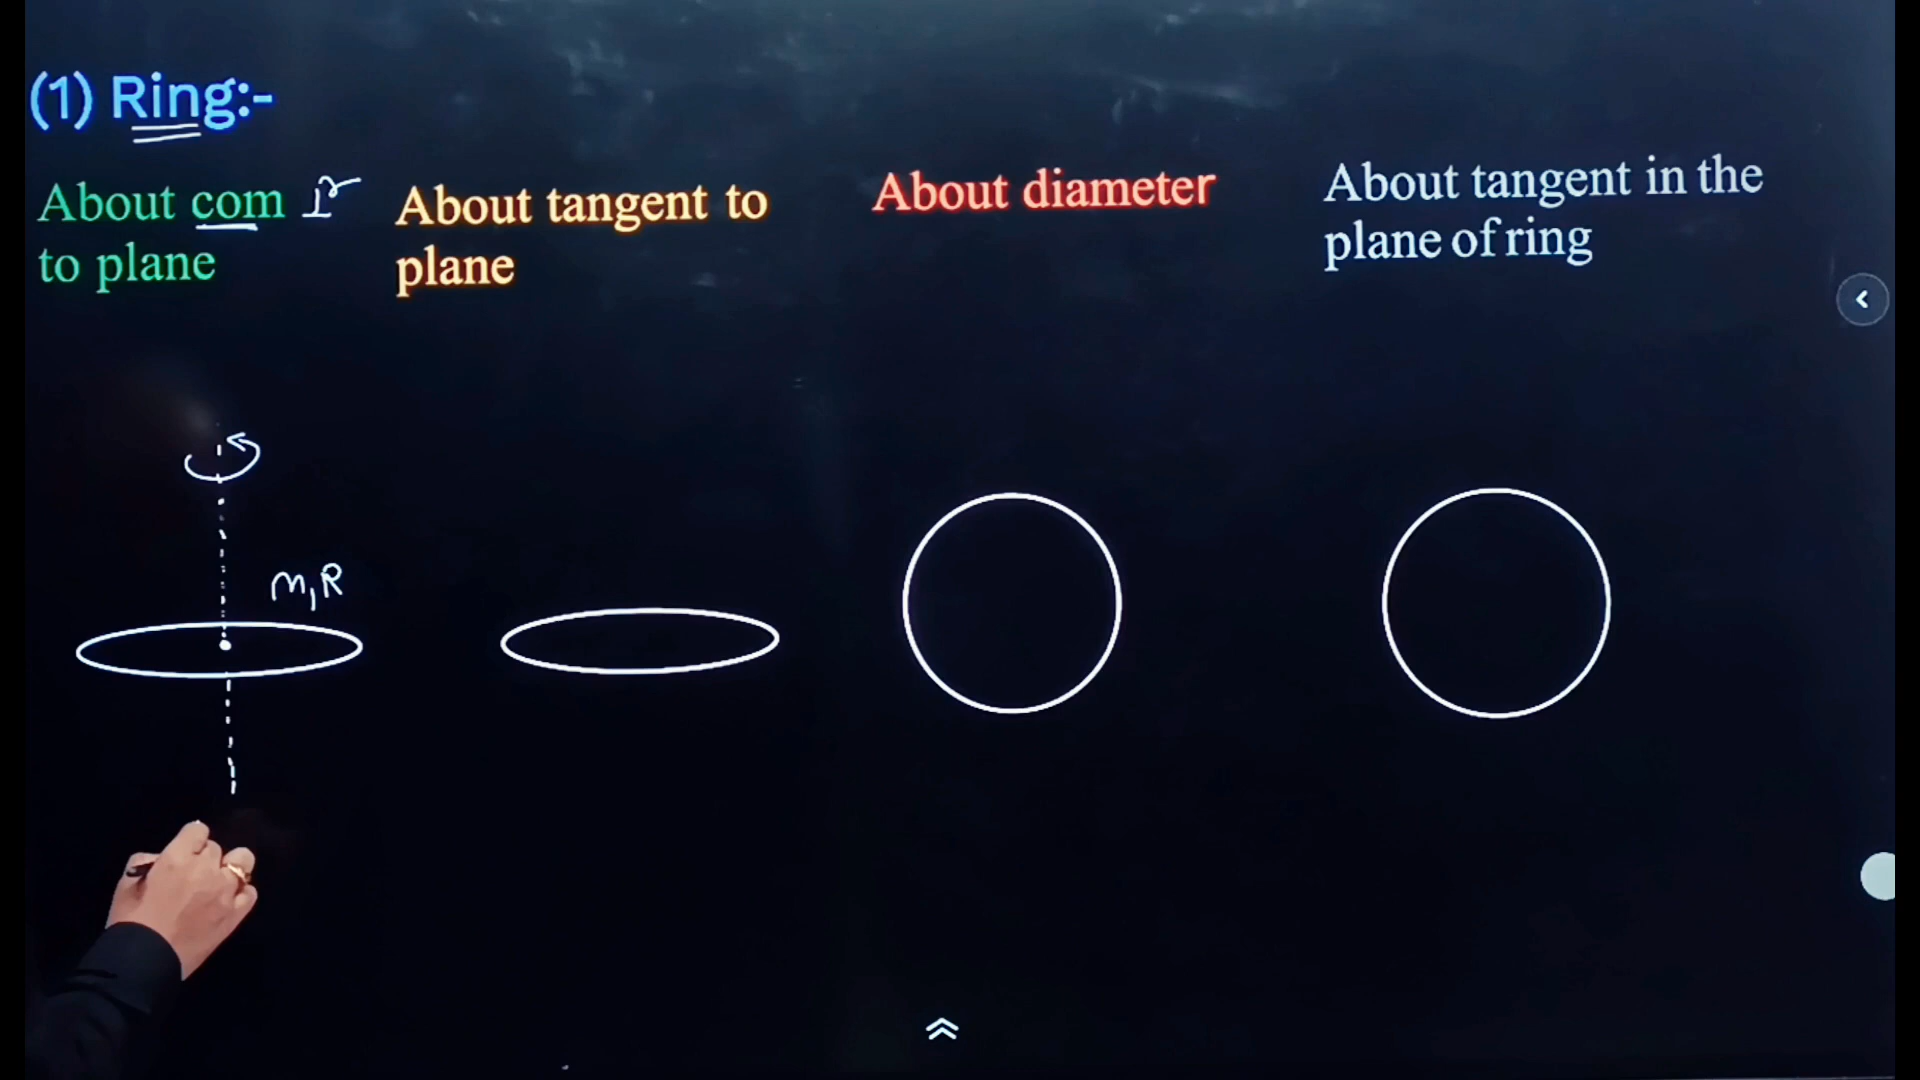 (1) Ring:-
About com ⊥r
to plane
About tangent to
plane
About diameter
About tangent in the
plane of ring
m,R